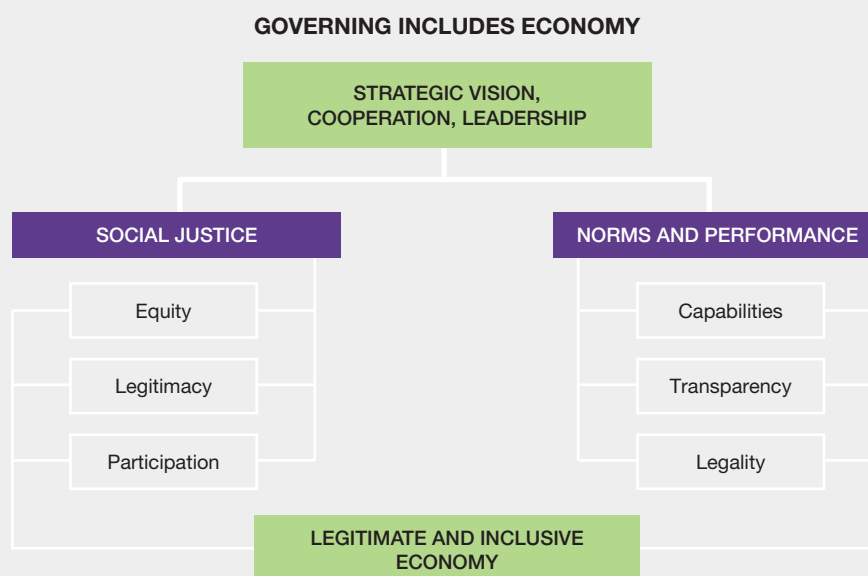 GOVERNING INCLUDES ECONOMY
STRATEGIC VISION,
COOPERATION, LEADERSHIP
SOCIAL JUSTICE
Equity
Legitimacy
Participation
NORMS AND PERFORMANCE
Capabilities
Transparency
Legality
LEGITIMATE AND INCLUSIVE
ECONOMY